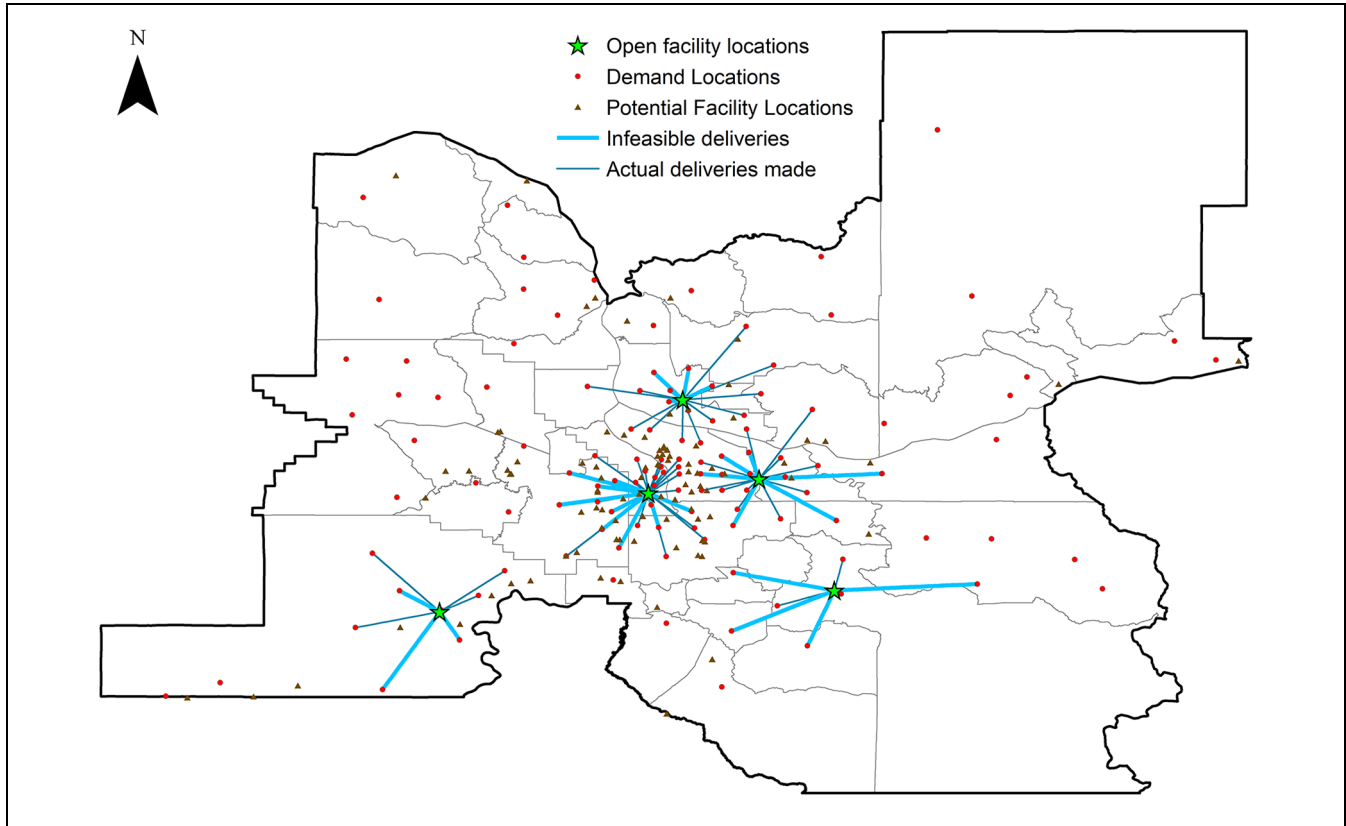 N
Open facility locations
Demand Locations
Potential Facility Locations
Infeasible deliveries
Actual deliveries made